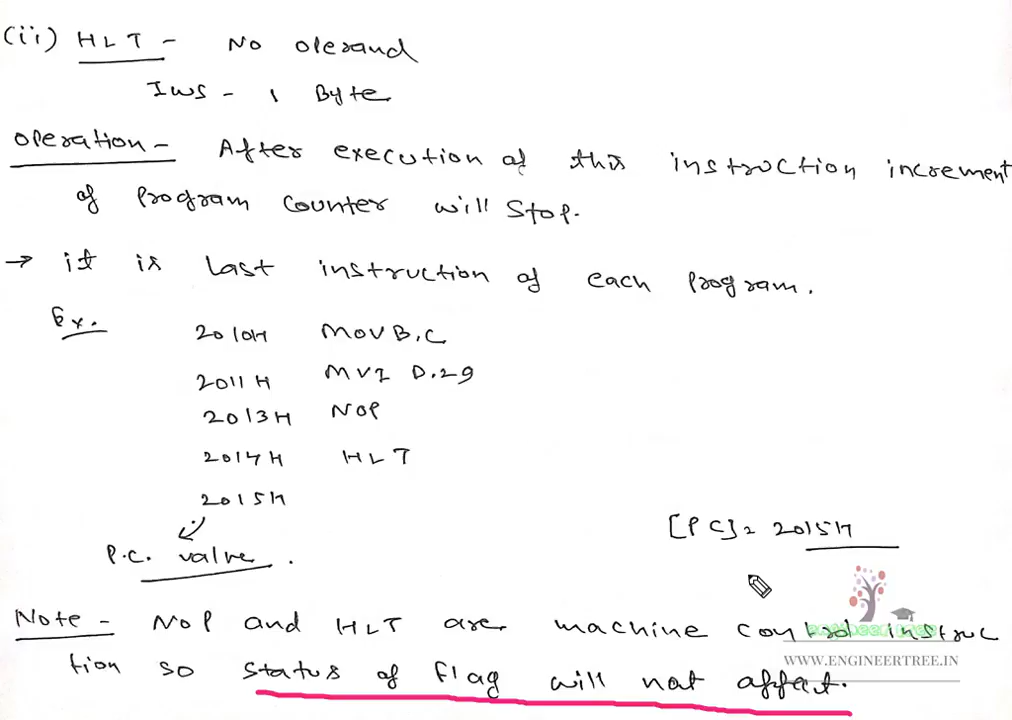 (ii) HLT - No operand
IWS - 1 Byte
Operation - After execution of this instruction increment
of program counter will stop.
→ it is last instruction of each program.
Ex.
2010H MOV B,C
2011H MVI D,29
2013H NOP
2014H HLT
2015H
P.C. value.
[PC]= 2015H
Note - NOP and HLT are machine control instruc
tion so status of flag will not affect.
WWW.ENGINEERTREE.IN